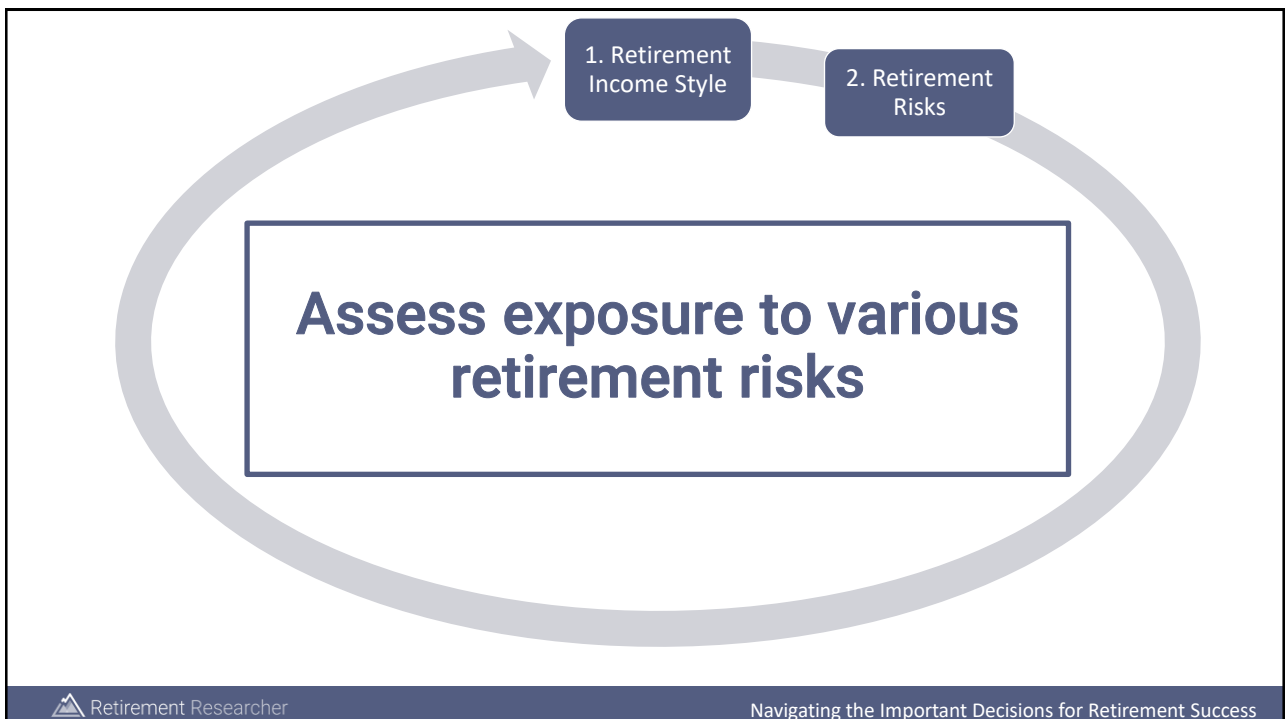 1. Retirement
Income Style
2. Retirement
Risks
Assess exposure to various
retirement risks
Retirement Researcher
Navigating the Important Decisions for Retirement Success